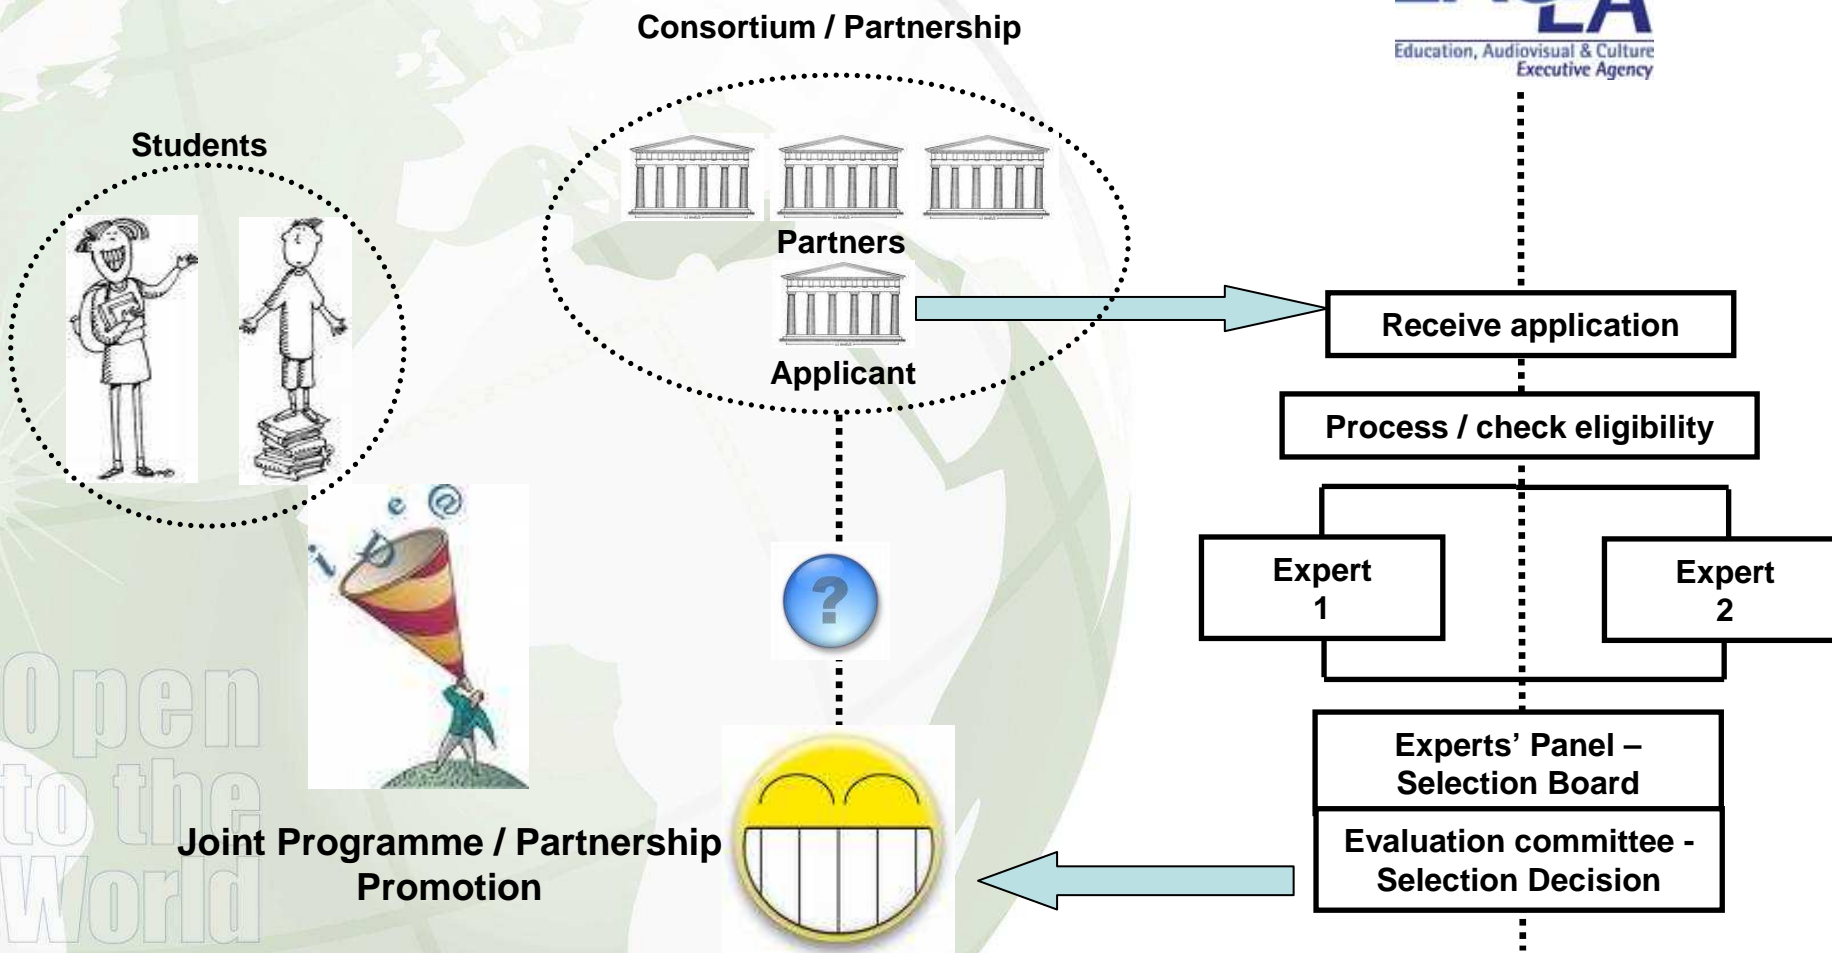 Consortium / Partnership
EA
Education, Audiovisual & Culture
Executive Agency
Students
Partners
Applicant
Receive application
Process / check eligibility
i
e
@
?
Expert
1
Expert
2
Experts’ Panel –
Selection Board
Evaluation committee -
Selection Decision
Joint Programme / Partnership
Promotion
Open
to the
World